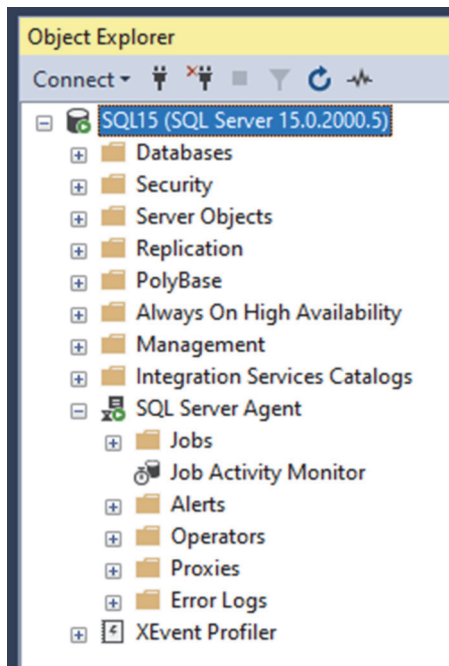 Object Explorer
Connect
SQL15 (SQL Server 15.0.2000.5)
Databases
Security
Server Objects
Replication
PolyBase
Always On High Availability
Management
Integration Services Catalogs
SQL Server Agent
Jobs
Job Activity Monitor
Alerts
Operators
Proxies
Error Logs
XEvent Profiler